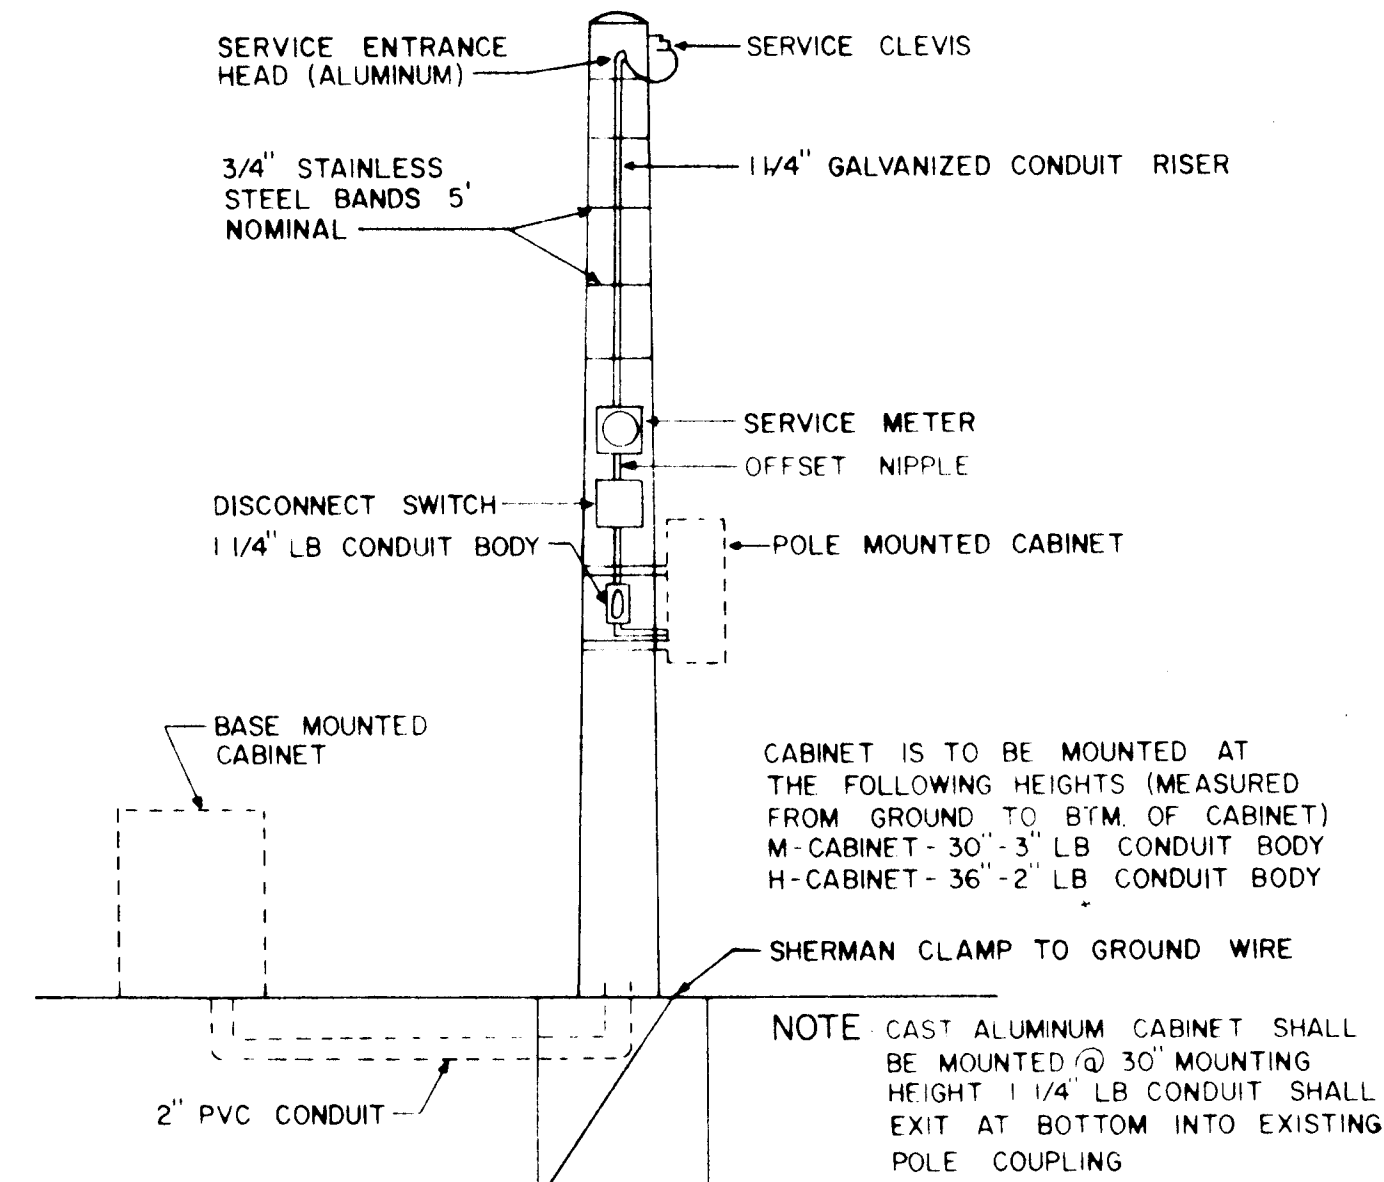 SERVICE ENTRANCE
HEAD (ALUMINUM)
SERVICE CLEVIS
3/4" STAINLESS
STEEL BANDS 5'
NOMINAL
1 1/4" GALVANIZED CONDUIT RISER
SERVICE METER
OFFSET NIPPLE
DISCONNECT SWITCH
1 1/4" LB CONDUIT BODY
POLE MOUNTED CABINET
BASE MOUNTED
CABINET
CABINET IS TO BE MOUNTED AT
THE FOLLOWING HEIGHTS (MEASURED
FROM GROUND TO BTM. OF CABINET)
M-CABINET-30"-3" LB CONDUIT BODY
H-CABINET-36"-2" LB CONDUIT BODY
SHERMAN CLAMP TO GROUND WIRE
NOTE CAST ALUMINUM CABINET SHALL
BE MOUNTED @ 30" MOUNTING
HEIGHT 1 1/4" LB CONDUIT SHALL
EXIT AT BOTTOM INTO EXISTING
POLE COUPLING
2" PVC CONDUIT